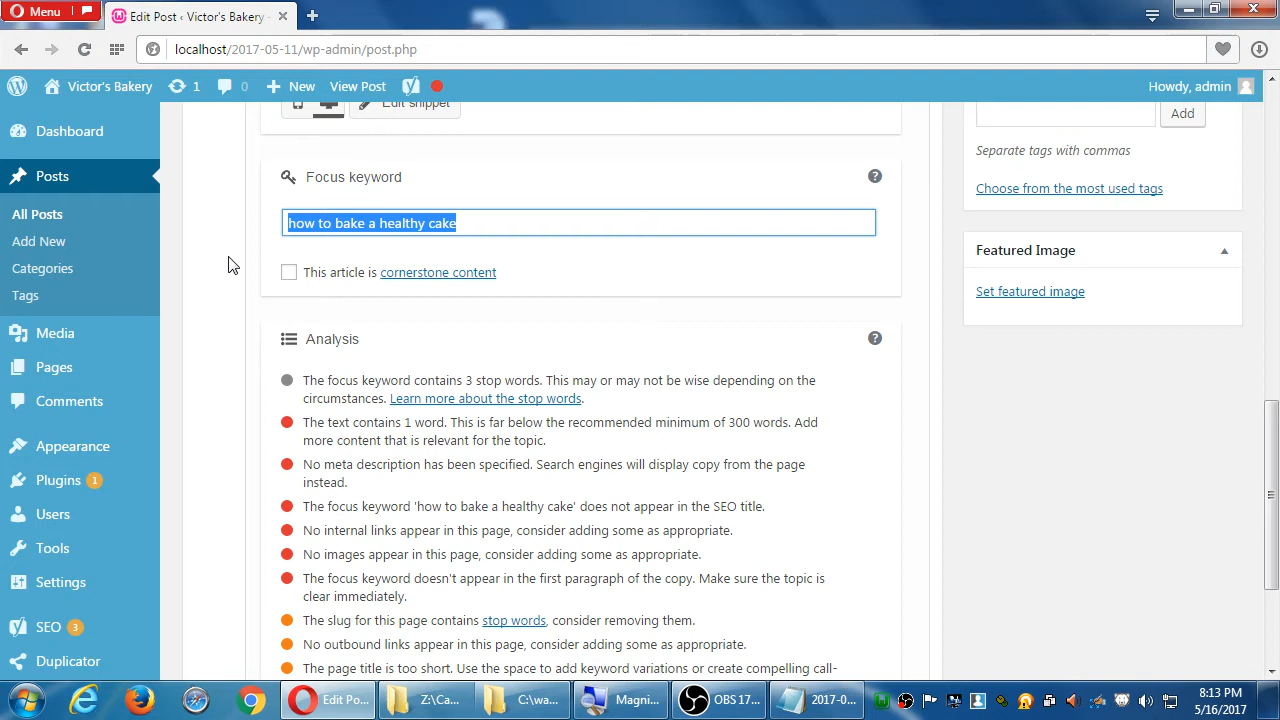 Menu
Edit Post ‹ Victor's Bakery -
localhost/2017-05-11/wp-admin/post.php
Victor's Bakery
1
0
New
View Post
Howdy, admin
Dashboard
Posts
All Posts
Add New
Categories
Tags
Media
Pages
Comments
Appearance
Plugins 1
Users
Tools
Settings
SEO 3
Duplicator
Edit snippet
Focus keyword
how to bake a healthy cake
This article is cornerstone content
Analysis
The focus keyword contains 3 stop words. This may or may not be wise depending on the
circumstances. Learn more about the stop words.
The text contains 1 word. This is far below the recommended minimum of 300 words. Add
more content that is relevant for the topic.
No meta description has been specified. Search engines will display copy from the page
instead.
The focus keyword 'how to bake a healthy cake' does not appear in the SEO title.
No internal links appear in this page, consider adding some as appropriate.
No images appear in this page, consider adding some as appropriate.
The focus keyword doesn't appear in the first paragraph of the copy. Make sure the topic is
clear immediately.
The slug for this page contains stop words, consider removing them.
No outbound links appear in this page, consider adding some as appropriate.
The page title is too short. Use the space to add keyword variations or create compelling call-
Add
Separate tags with commas
Choose from the most used tags
Featured Image
Set featured image
Edit Po...
Z:\Ca...
C:\wa...
Magni...
OBS 17...
2017-0...
8:13 PM
5/16/2017